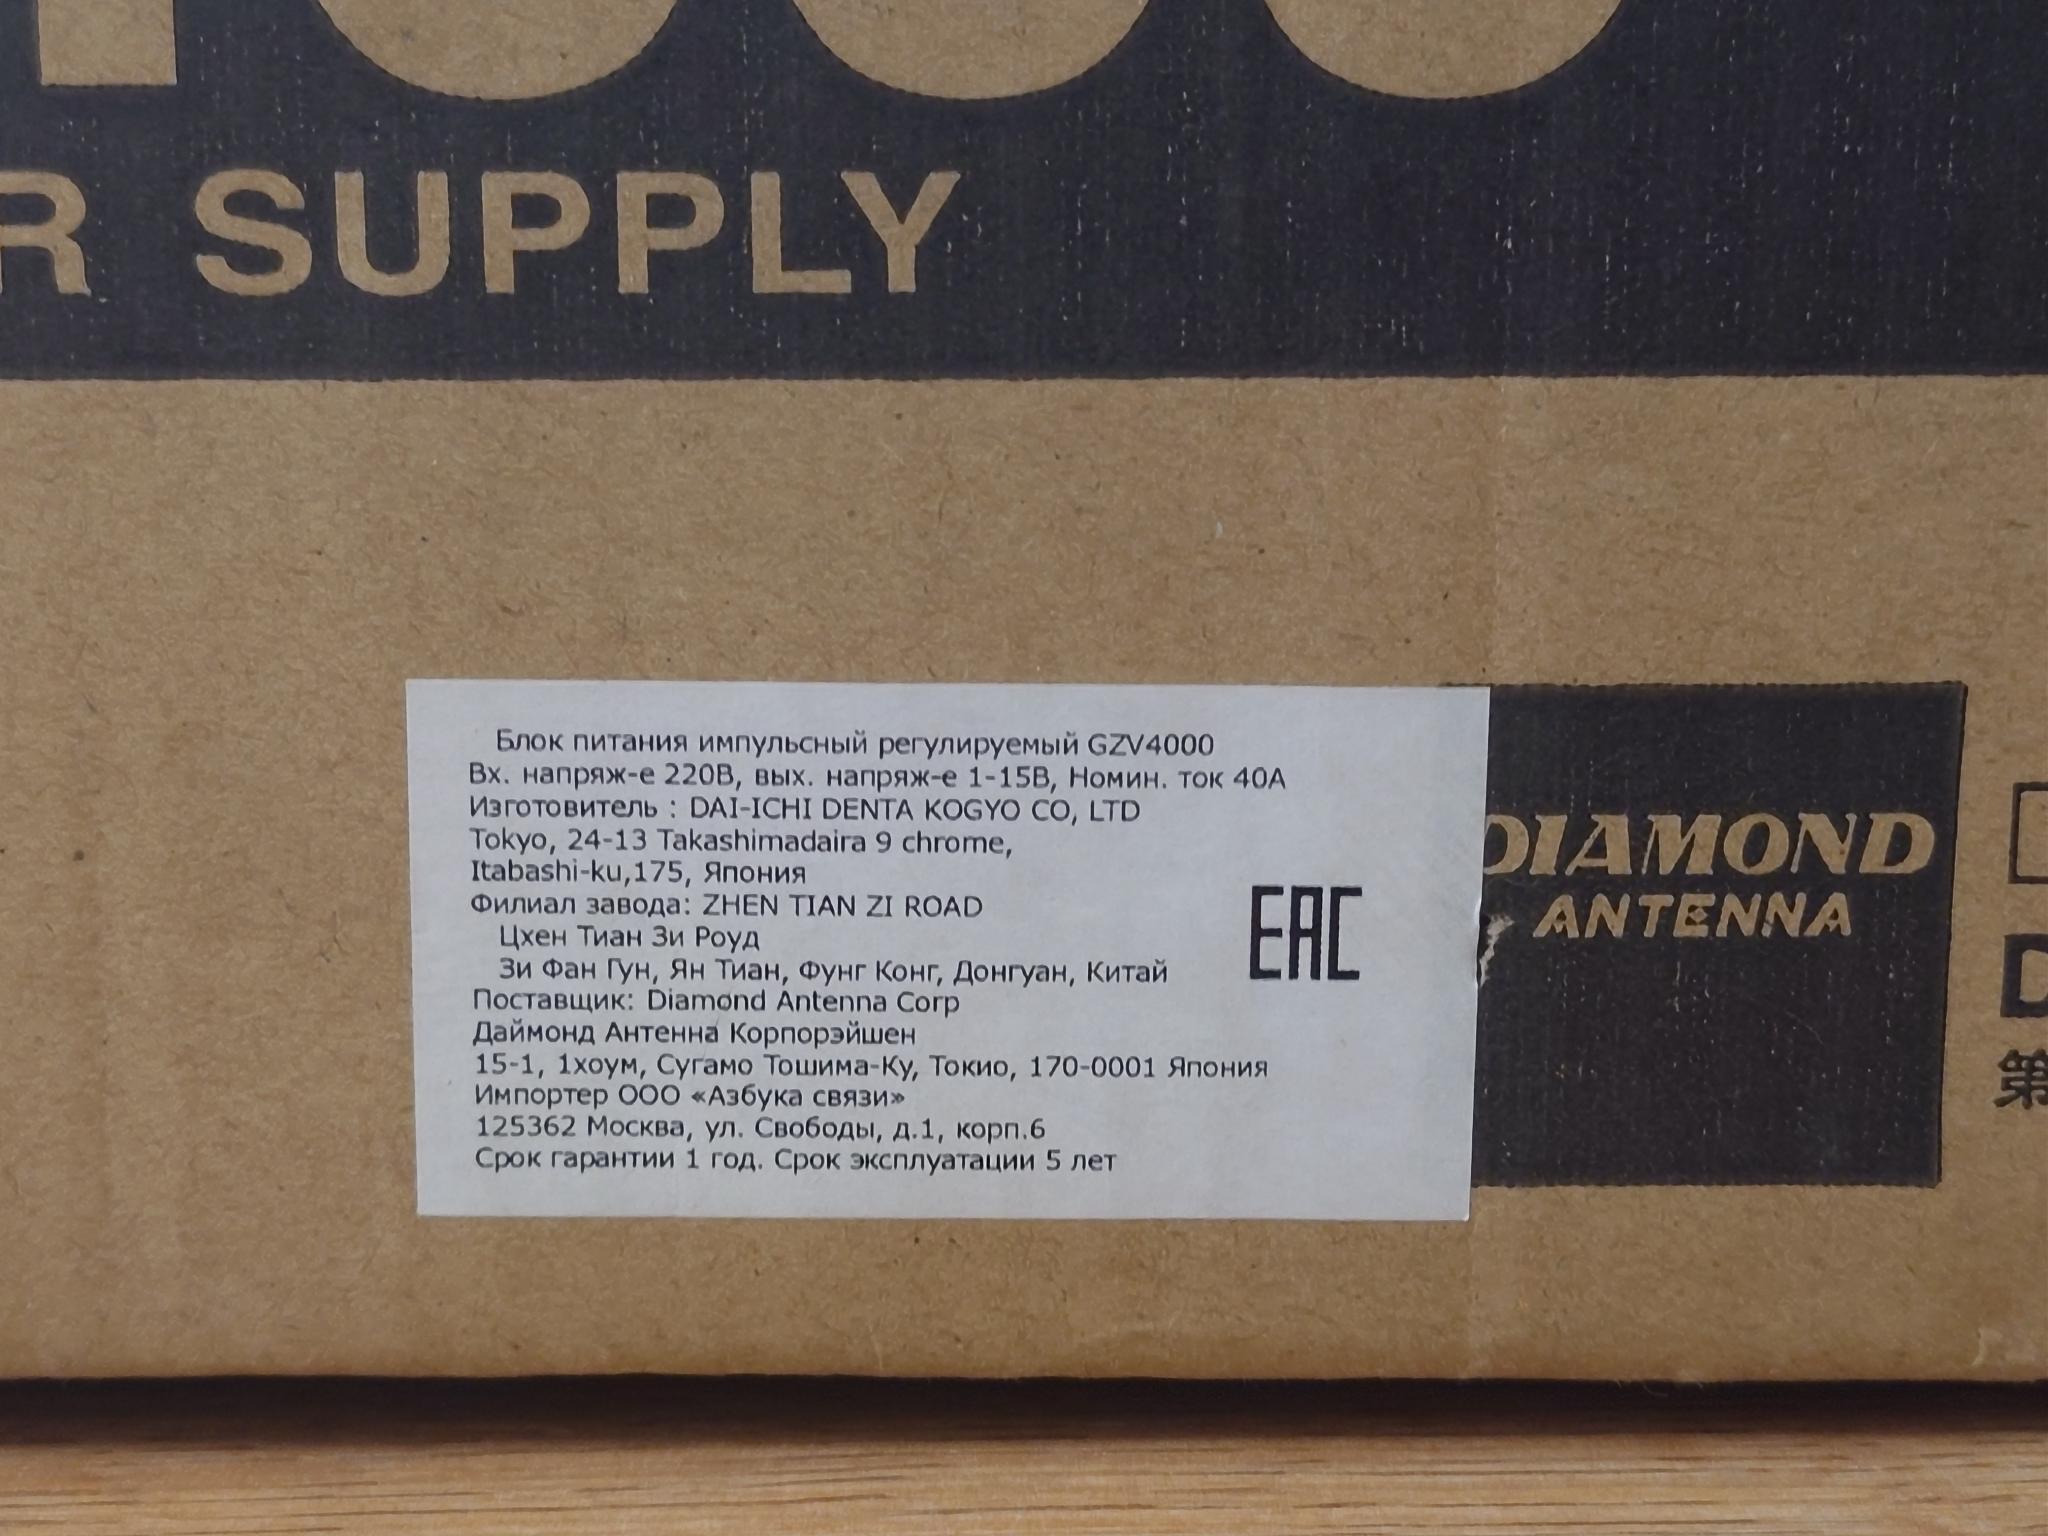 SUPPLY
Блок питания импульсный регулируемый GZV4000
Вх. напряж-е 220В, вых. напряж-е 1-15В, Номин. ток 40А
Изготовитель : DAI-ICHI DENTA KOGYO CO, LTD
Tokyo, 24-13 Takashimadaira 9 chrome,
Itabashi-ku,175, Япония
Филиал завода: ZHEN TIAN ZI ROAD
Цхен Тиан Зи Роуд
Зи Фан Гун, Ян Тиан, Фунг Конг, Донгуан, Китай
Поставщик: Diamond Antenna Corp
Даймонд Антенна Корпорэйшен
15-1, 1хоум, Сугамо Тошима-Ку, Токио, 170-0001 Япония
Импортер ООО «Азбука связи»
125362 Москва, ул. Свободы, д.1, корп.6
Срок гарантии 1 год. Срок эксплуатации 5 лет
EAC
DIAMOND
ANTENNA
第